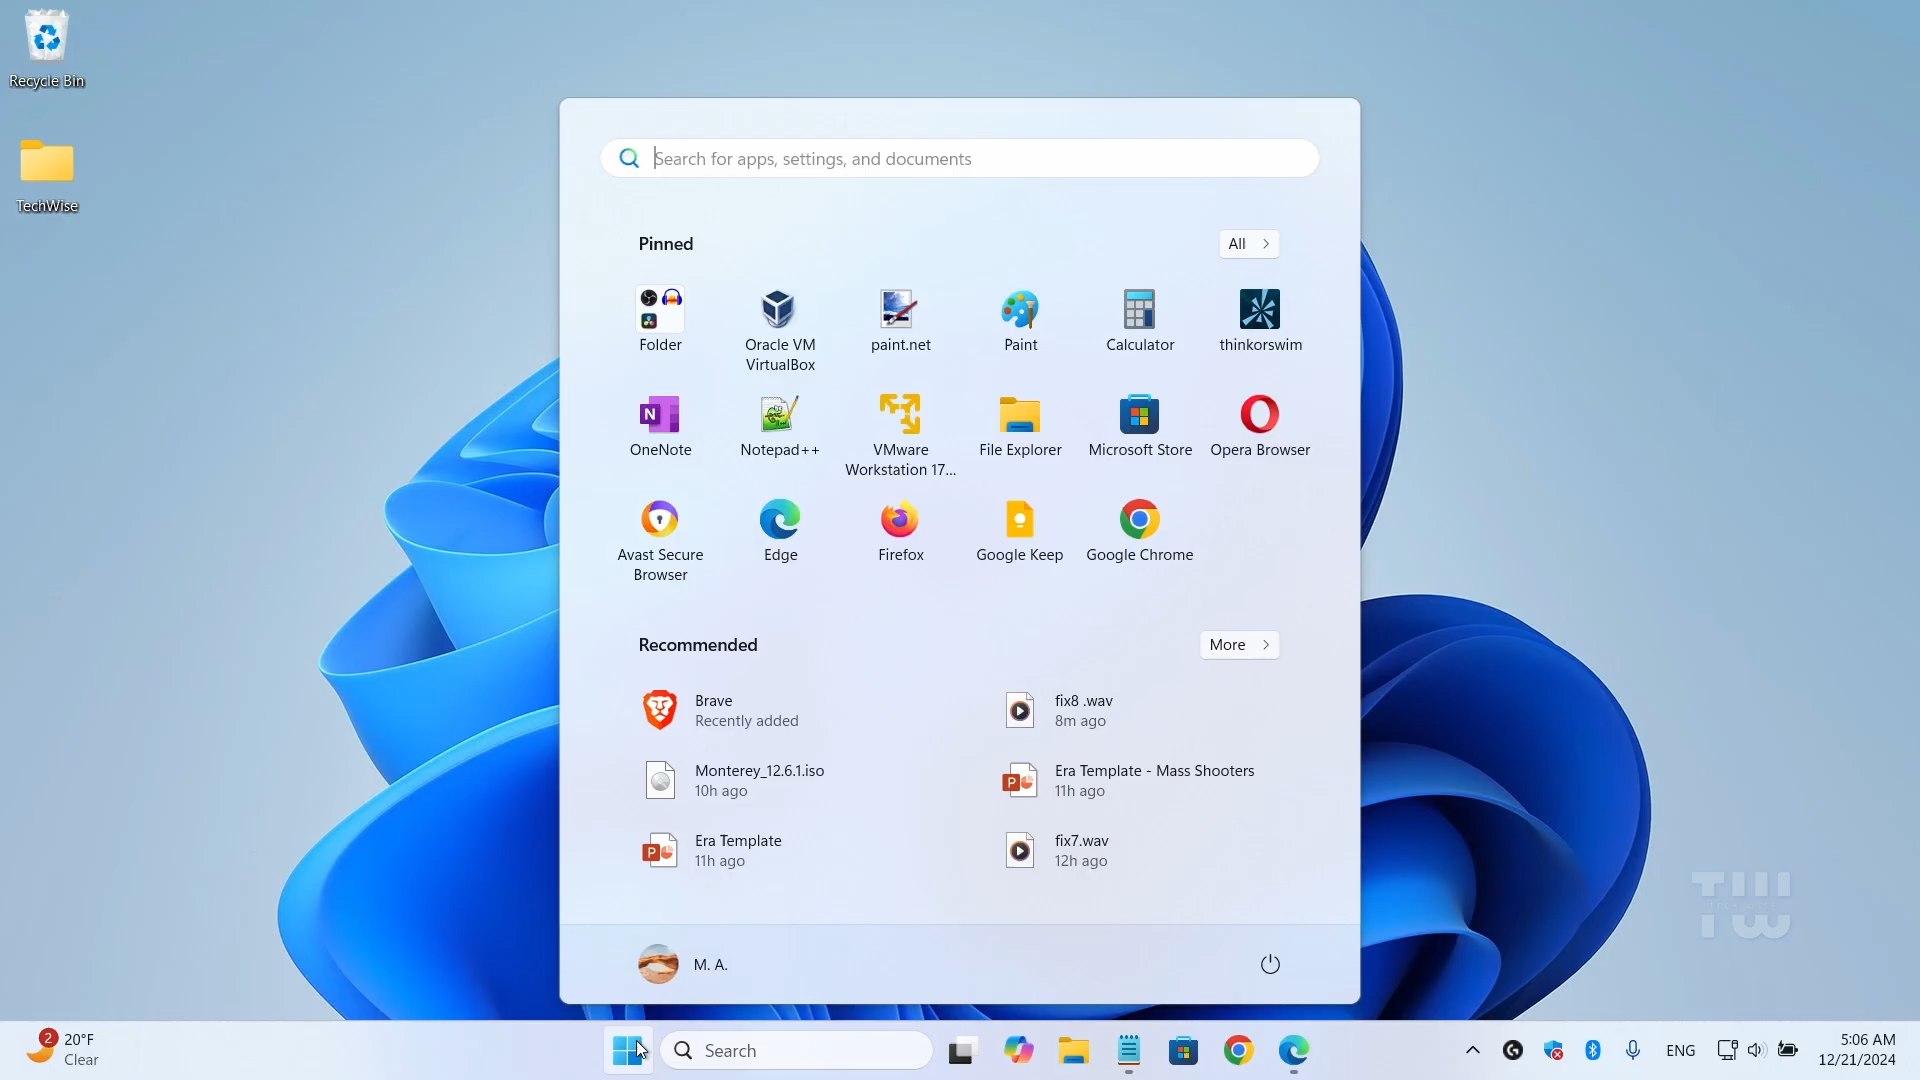 Recycle Bin
TechWise
Search for apps, settings, and documents
Pinned
All
Folder
Oracle VM
VirtualBox
paint.net
Paint
Calculator
thinkorswim
OneNote
Notepad++
VMware
Workstation 17...
File Explorer
Microsoft Store
Opera Browser
Avast Secure
Browser
Edge
Firefox
Google Keep
Google Chrome
Recommended
More
Brave
Recently added
fix8 .wav
8m ago
Monterey_12.6.1.iso
10h ago
Era Template - Mass Shooters
11h ago
Era Template
11h ago
fix7.wav
12h ago
M. A.
TW
2
20°F
Clear
Search
ENG
5:06 AM
12/21/2024